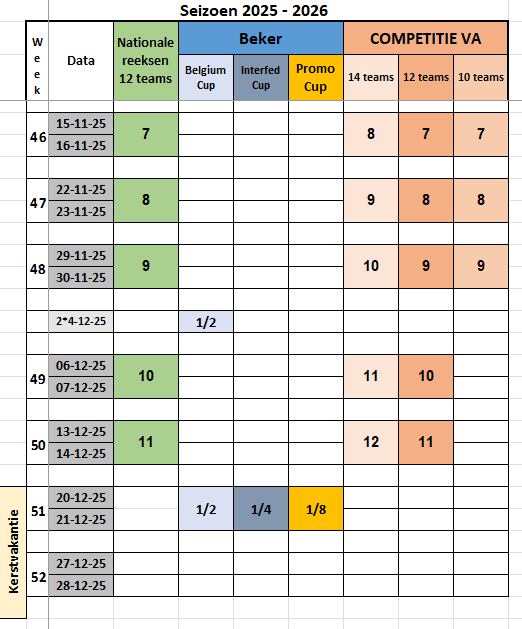 Seizoen 2025 - 2026
W
e
e
k
Data
Nationale
reeksen
12 teams
Beker
COMPETITIE VA
Belgium
Cup
Interfed
Cup
Promo
Cup
14 teams 12 teams 10 teams
46 15-11-25 7 8 7 7
16-11-25
47 22-11-25 8 9 8 8
23-11-25
48 29-11-25 9 10 9 9
30-11-25
2*4-12-25 1/2
49 06-12-25 10 11 10
07-12-25
50 13-12-25 11 12 11
14-12-25
Kerstvakantie
51 20-12-25 1/2 1/4 1/8
21-12-25
52 27-12-25
28-12-25